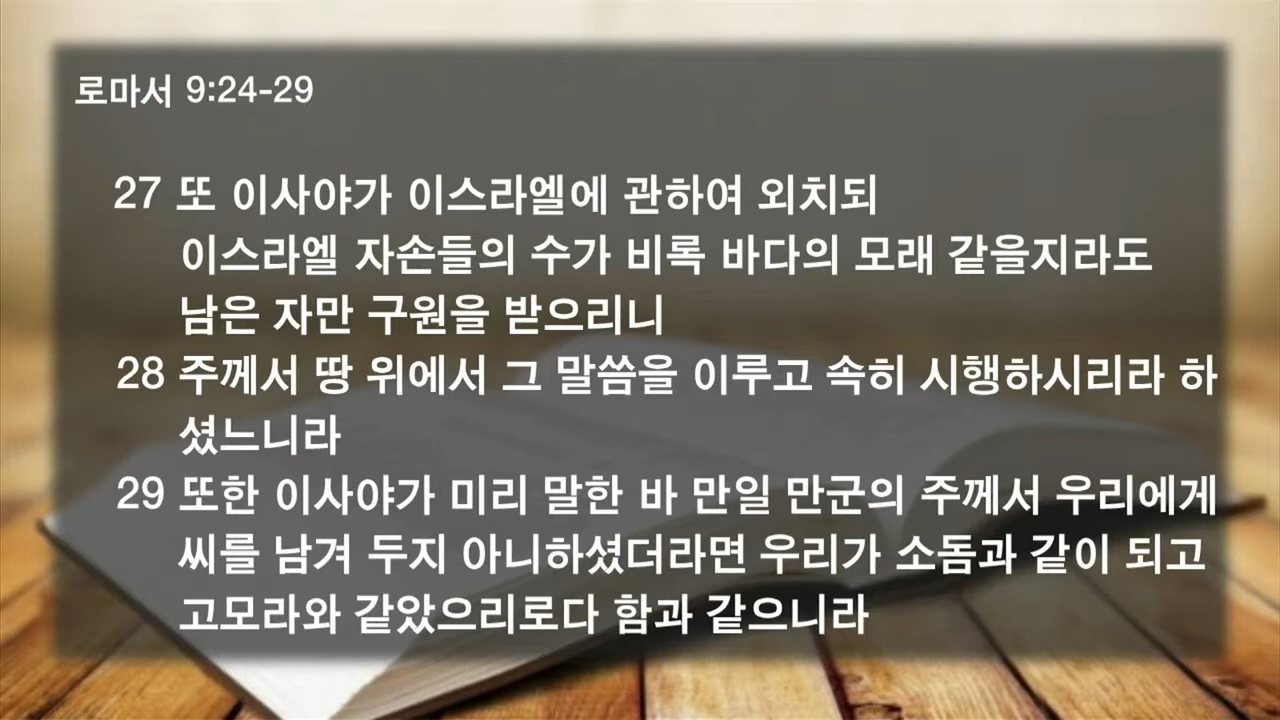 로마서 9:24-29
27 또 이사야가 이스라엘에 관하여 외치되
이스라엘 자손들의 수가 비록 바다의 모래 같을지라도
남은 자만 구원을 받으리니
28 주께서 땅 위에서 그 말씀을 이루고 속히 시행하시리라 하
셨느니라
29 또한 이사야가 미리 말한 바 만일 만군의 주께서 우리에게
씨를 남겨 두지 아니하셨더라면 우리가 소돔과 같이 되고
고모라와 같았으리로다 함과 같으니라